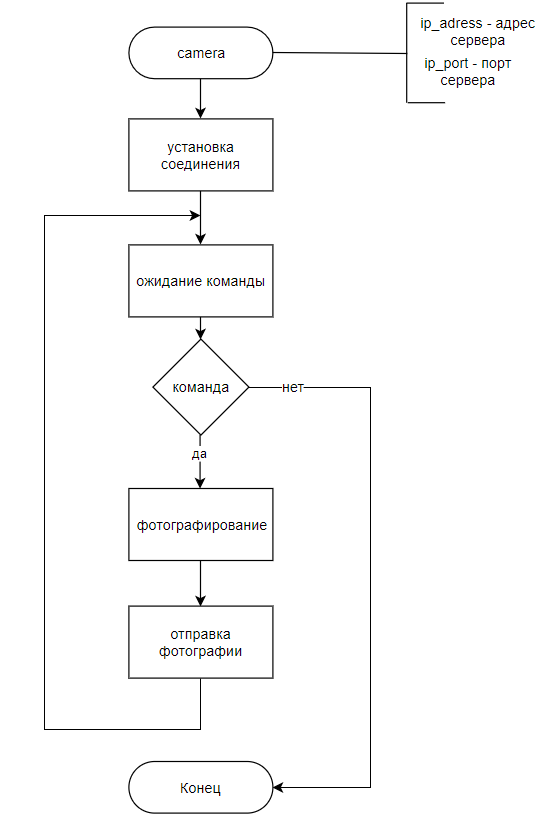 camera
ip_adress - адрес
сервера
ip_port - порт
сервера
установка
соединения
ожидание команды
команда
нет
да
фотографирование
отправка
фотографии
Конец